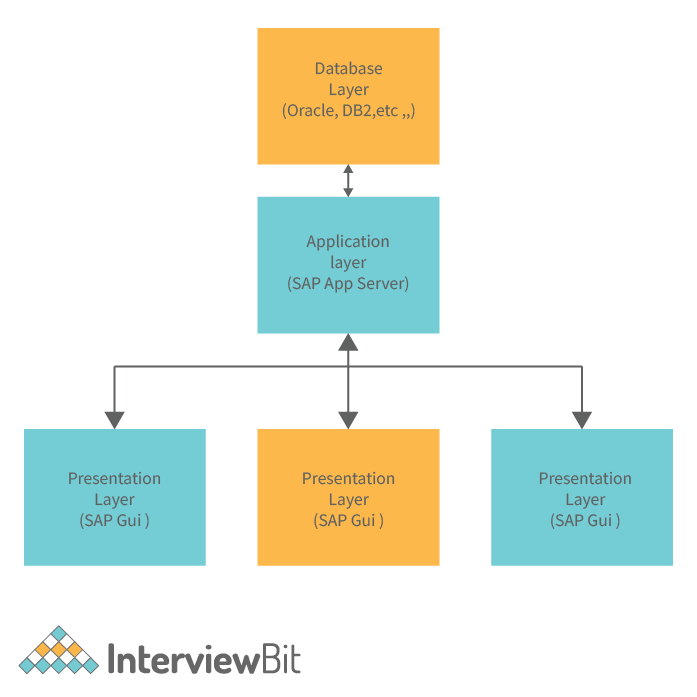 Database
Layer
(Oracle, DB2,etc ,,)
Application
layer
(SAP App Server)
Presentation
Layer
(SAP Gui )
Presentation
Layer
(SAP Gui )
Presentation
Layer
(SAP Gui )
InterviewBit